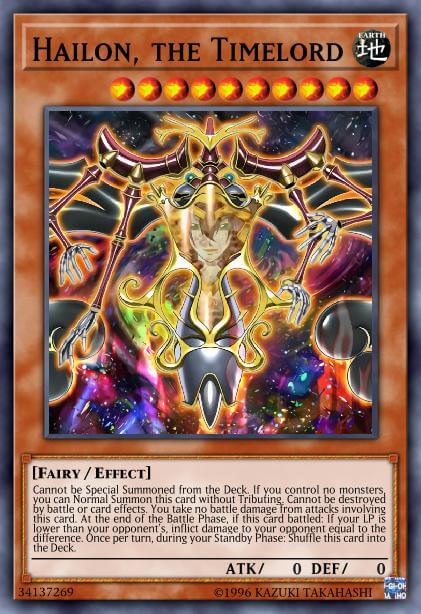 HAILON, THE TIMELORD
EARTH
地
[FAIRY / EFFECT]
Cannot be Special Summoned from the Deck. If you control no monsters
you can Normal Summon this card without Tributing. Cannot be destroyed
by battle or card effects. You take no battle damage from attacks involving
this card. At the end of the Battle Phase, if this card battled: If your LP is
lower than your opponent's, inflict damage to your opponent equal to the
difference. Once per turn, during your Standby Phase: Shuffle this card into
the Deck.
ATK/ 0 DEF/ 0
34137269
©1996 KAZUKI TAKAHASHI